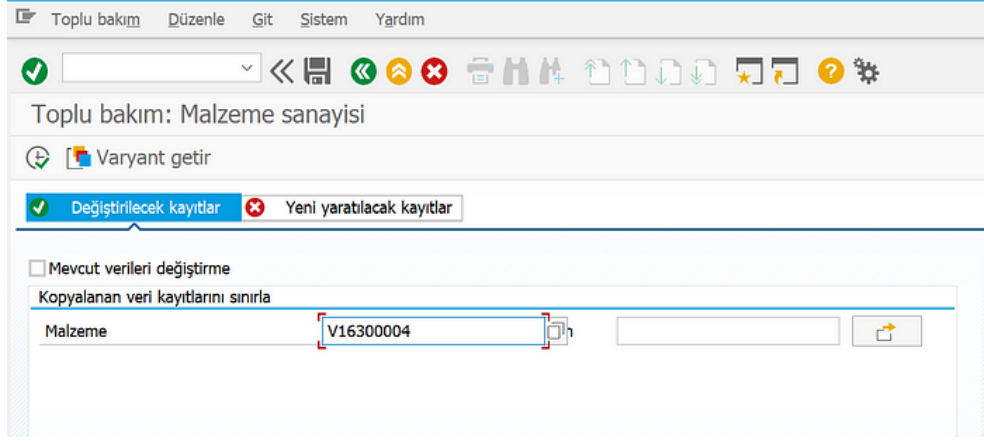 Toplu bakım Düzenle Git Sistem Yardım
Toplu bakım: Malzeme sanayisi
Varyant getir
Değiştirilecek kayıtlar Yeni yaratılacak kayıtlar
Mevcut verileri değiştirme
Kopyalanan veri kayıtlarını sınırla
Malzeme V16300004